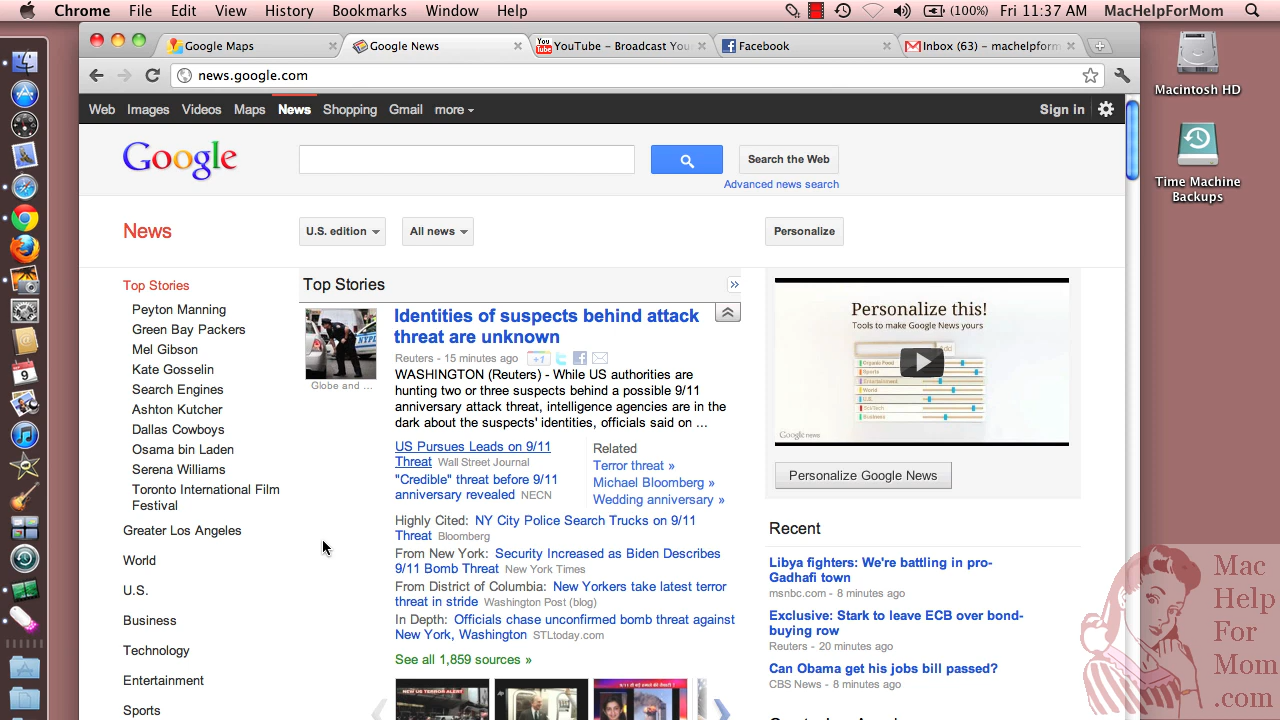 Chrome File Edit View History Bookmarks Window Help (100%) Fri 11:37 AM MacHelpForMom
Google Maps Google News YouTube – Broadcast You Facebook Inbox (63) – machelpform
news.google.com
Web Images Videos Maps News Shopping Gmail more Sign in
Google Search the Web
Advanced news search
News U.S. edition All news Personalize
Top Stories
Peyton Manning
Green Bay Packers
Mel Gibson
Kate Gosselin
Search Engines
Ashton Kutcher
Dallas Cowboys
Osama bin Laden
Serena Williams
Toronto International Film
Festival
Greater Los Angeles
World
U.S.
Business
Technology
Entertainment
Sports
Top Stories »
Identities of suspects behind attack
threat are unknown
Reuters - 15 minutes ago +1
Globe and ...
WASHINGTON (Reuters) - While US authorities are
hunting two or three suspects behind a possible 9/11
anniversary attack threat, intelligence agencies are in the
dark about the suspects' identities, officials said on ...
US Pursues Leads on 9/11
Threat Wall Street Journal
"Credible" threat before 9/11
anniversary revealed NECN
Related
Terror threat »
Michael Bloomberg »
Wedding anniversary »
Highly Cited: NY City Police Search Trucks on 9/11
Threat Bloomberg
From New York: Security Increased as Biden Describes
9/11 Bomb Threat New York Times
From District of Columbia: New Yorkers take latest terror
threat in stride Washington Post (blog)
In Depth: Officials chase unconfirmed bomb threat against
New York, Washington STLtoday.com
See all 1,859 sources »
NEW US TERROR ALERT
Personalize this!
Tools to make Google News yours
Add
Organic Food
Sports
Entertainment
World
U.S.
Sci/Tech
Business
Google news
Personalize Google News
Recent
Libya fighters: We're battling in pro-
Gadhafi town
msnbc.com - 8 minutes ago
Exclusive: Stark to leave ECB over bond-
buying row
Reuters - 20 minutes ago
Can Obama get his jobs bill passed?
CBS News - 8 minutes ago
Macintosh HD
Time Machine
Backups
Mac
Help
For
Mom
.com